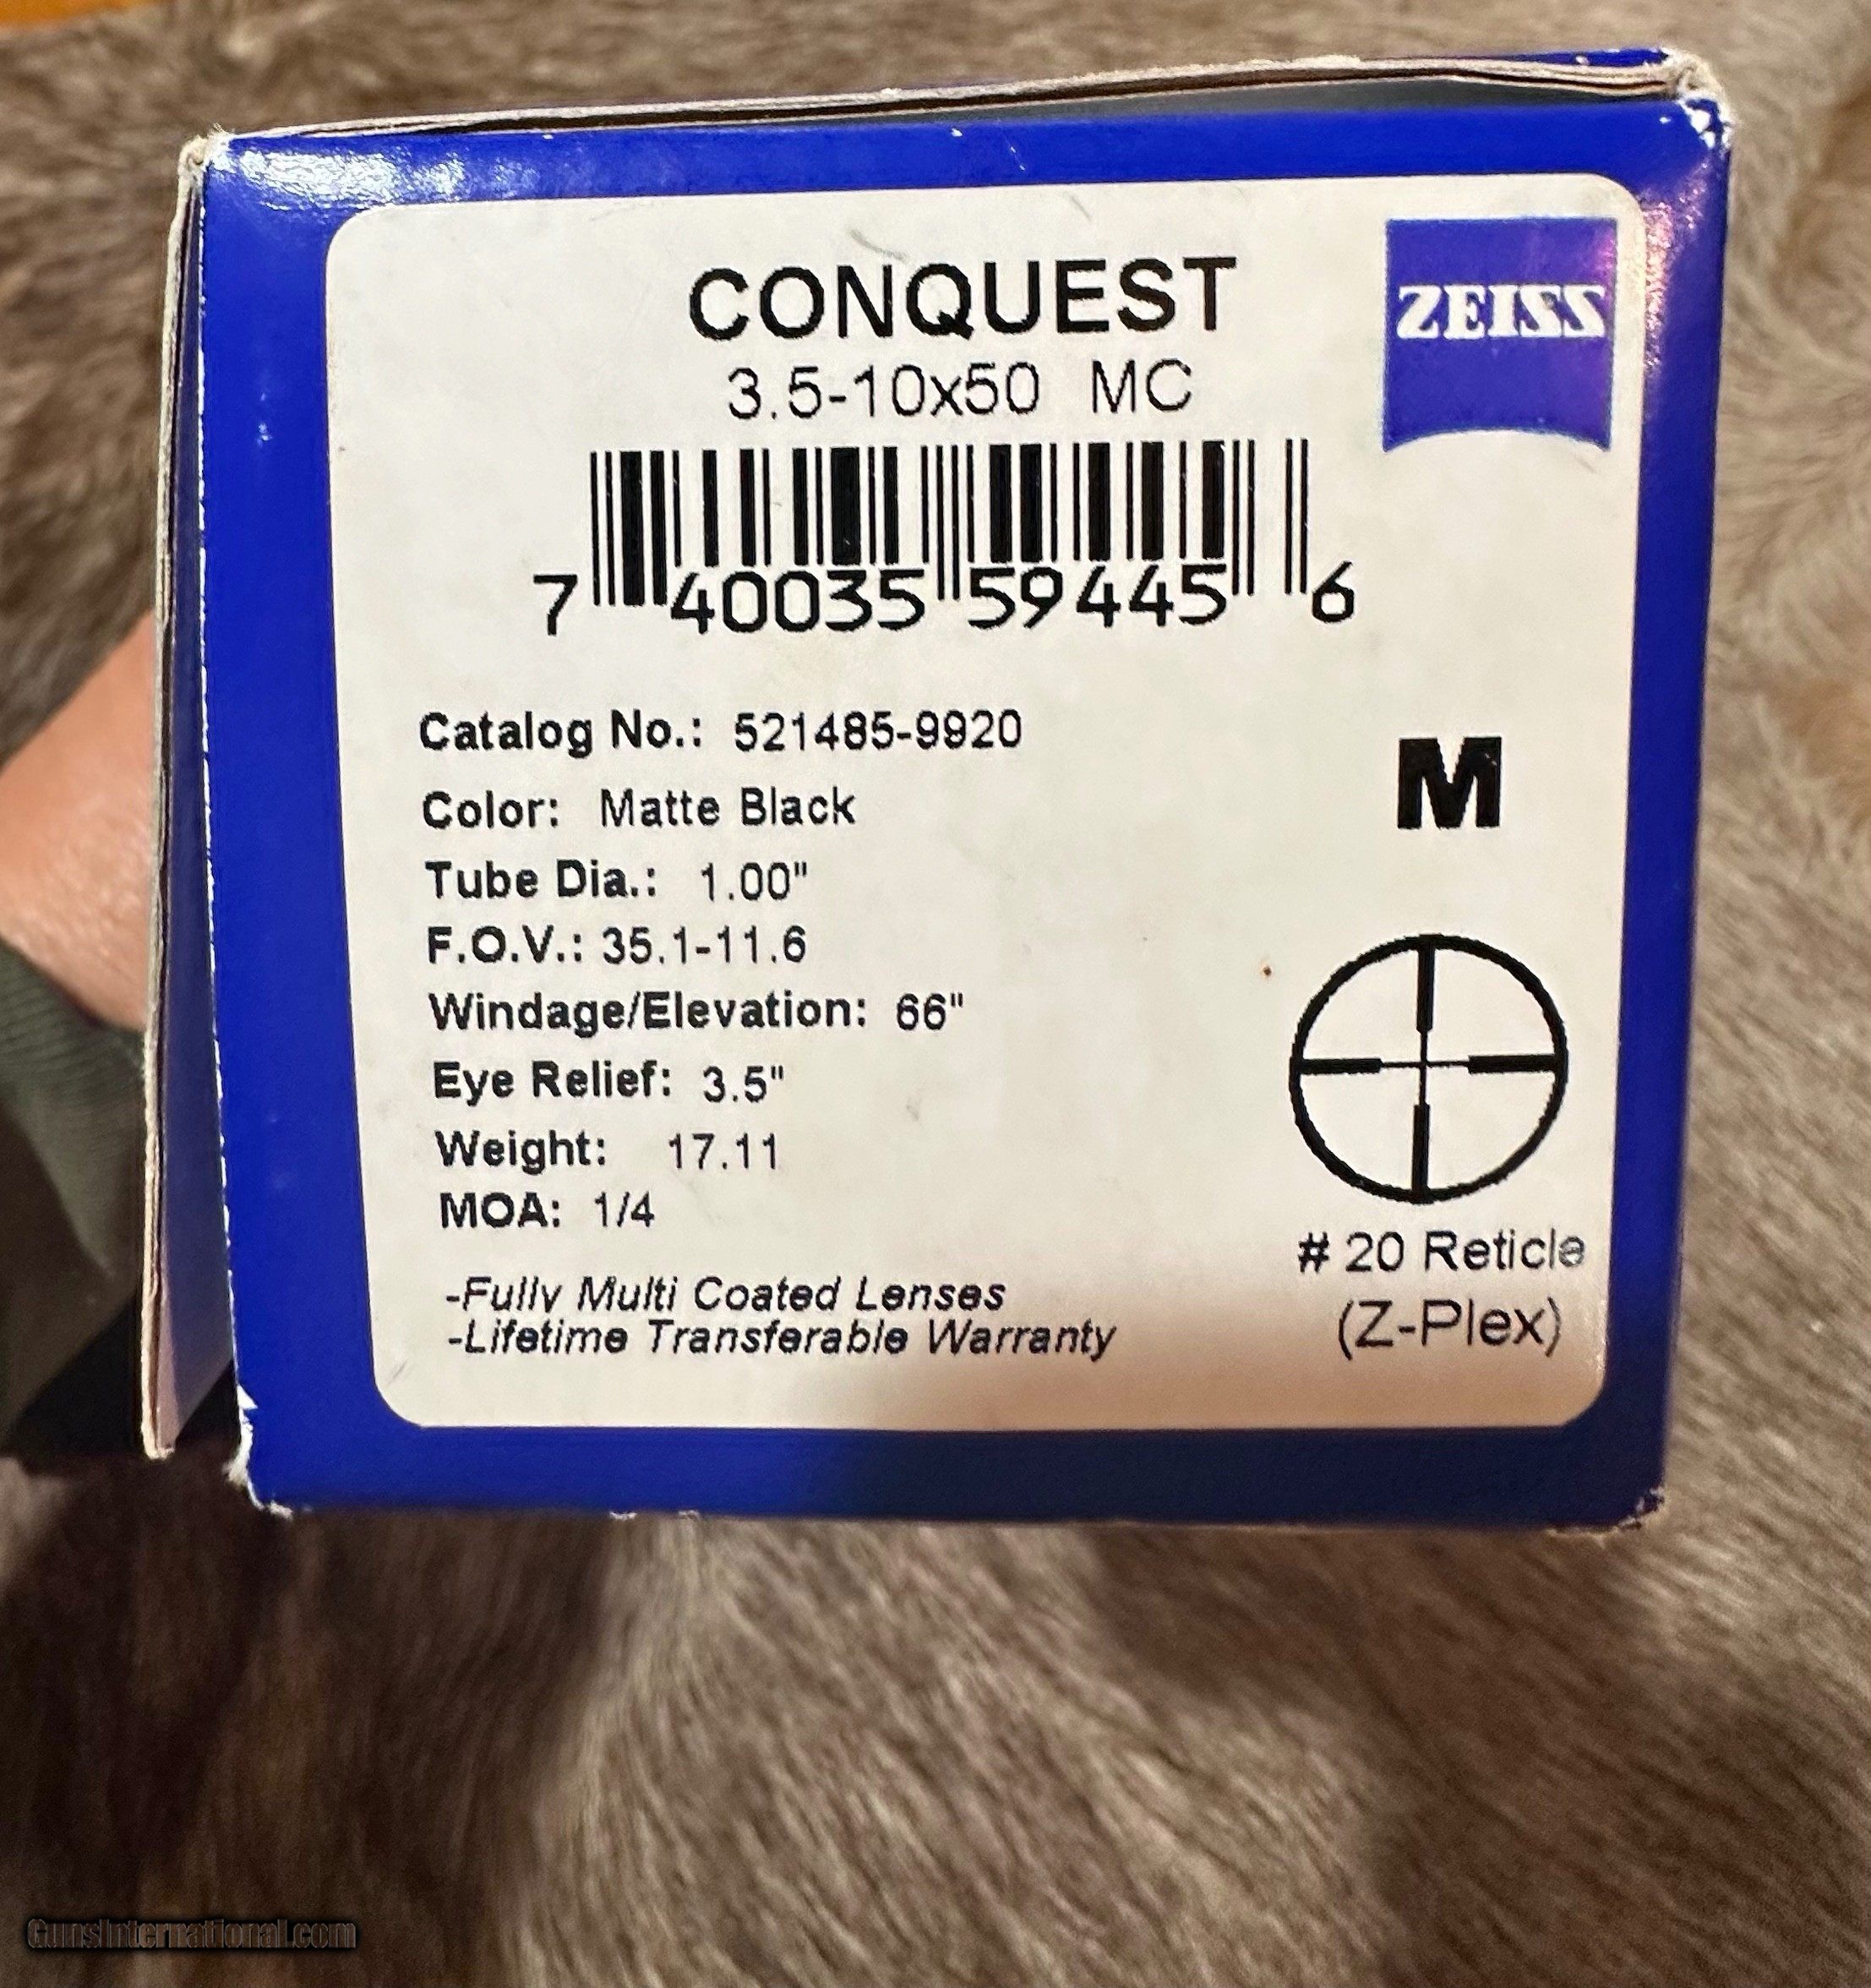 CONQUEST
ZEISS
3.5-10x50 MC
7 40035 59445 6
Catalog No.: 521485-9920
Color: Matte Black
M
Tube Dia.: 1.00"
F.O.V.: 35.1-11.6
Windage/Elevation: 66"
Eye Relief: 3.5"
Weight: 17.11
MOA: 1/4
# 20 Reticle
(Z-Plex)
-Fully Multi Coated Lenses
-Lifetime Transferable Warranty
GunsInternational.com